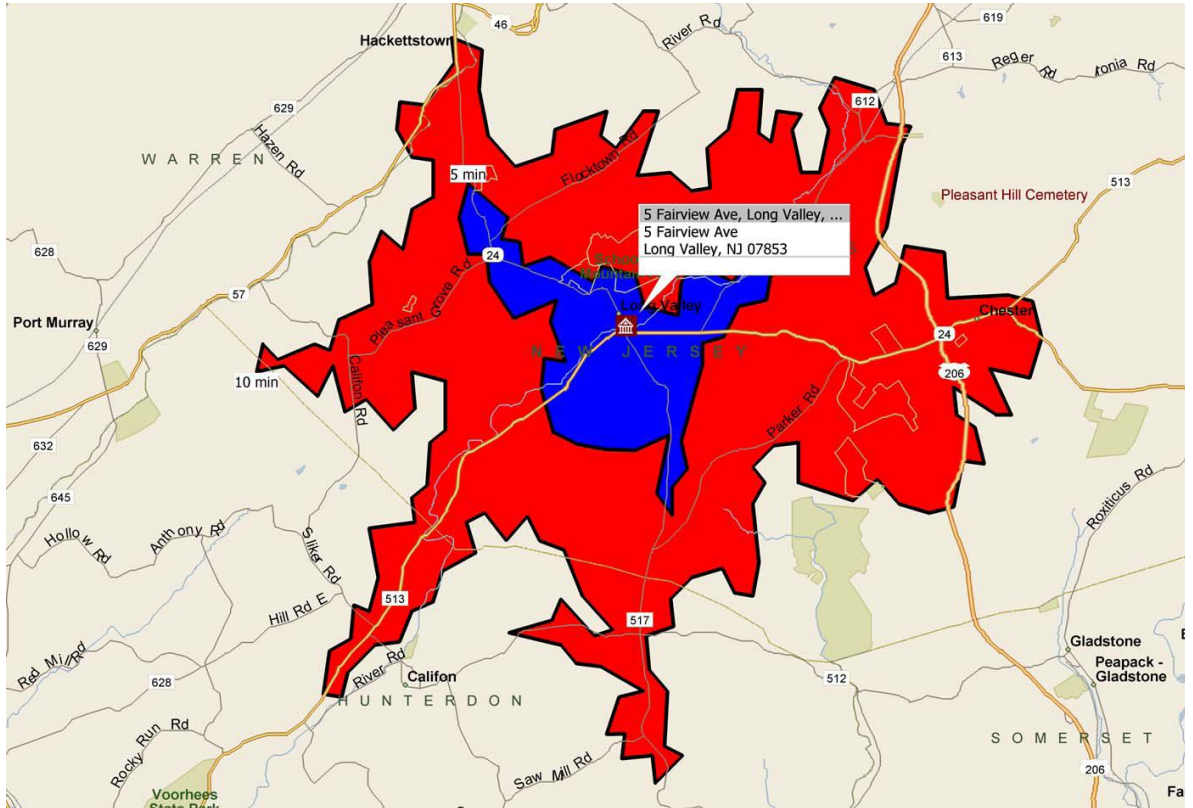 46
619
Hackettstown
River Rd
613
Reger Rd
ronia Rd
612
629
Hazen Rd
WARREN
Flocktown Rd
5 min
Pleasant Hill Cemetery
513
5 Fairview Ave, Long Valley, ...
5 Fairview Ave
Long Valley, NJ 07853
628
24
Schoo
Mountain
57
Pleasant Grove Rd
Long Valley
Port Murray
Chester
629
24
NEW JERSEY
206
10 min
Califon Rd
Parker Rd
632
645
Roxiticus Rd
Hollow Rd
Anthony Rd
Sliker Rd
513
Hill Rd E
517
Red Mill Rd
River Rd
Gladstone
628
Califon
512
Peapack -
Gladstone
HUNTERDON
Rocky Run Rd
SOMERSET
Saw Mill Rd
206
Voorhees
State Park
Fa